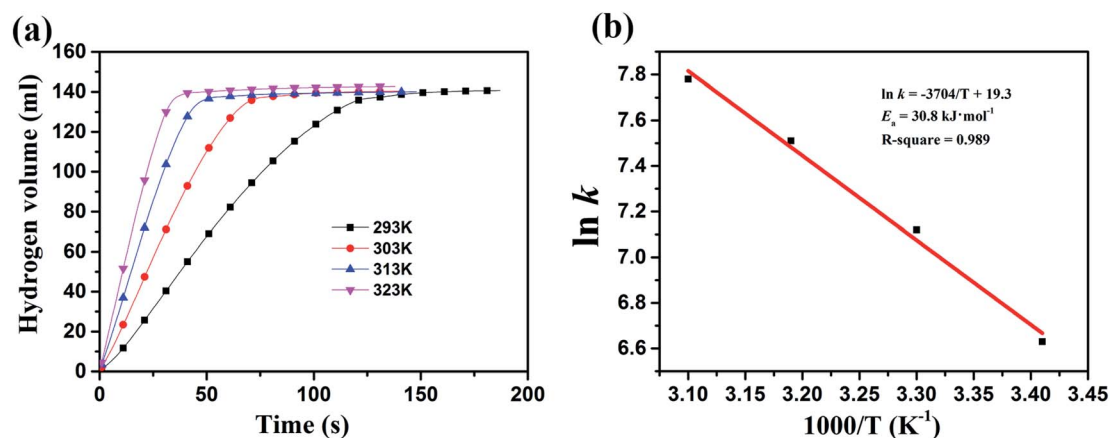 (a)
160
140
120
100
80
60
40
20
0
Hydrogen volume (ml)
293K
303K
313K
323K
0 50 100 150 200
Time (s)
(b)
7.8
7.6
7.4
7.2
7.0
6.8
6.6
ln k
ln k = -3704/T + 19.3
Eₐ = 30.8 kJ·mol⁻¹
R-square = 0.989
3.10 3.15 3.20 3.25 3.30 3.35 3.40 3.45
1000/T (K⁻¹)